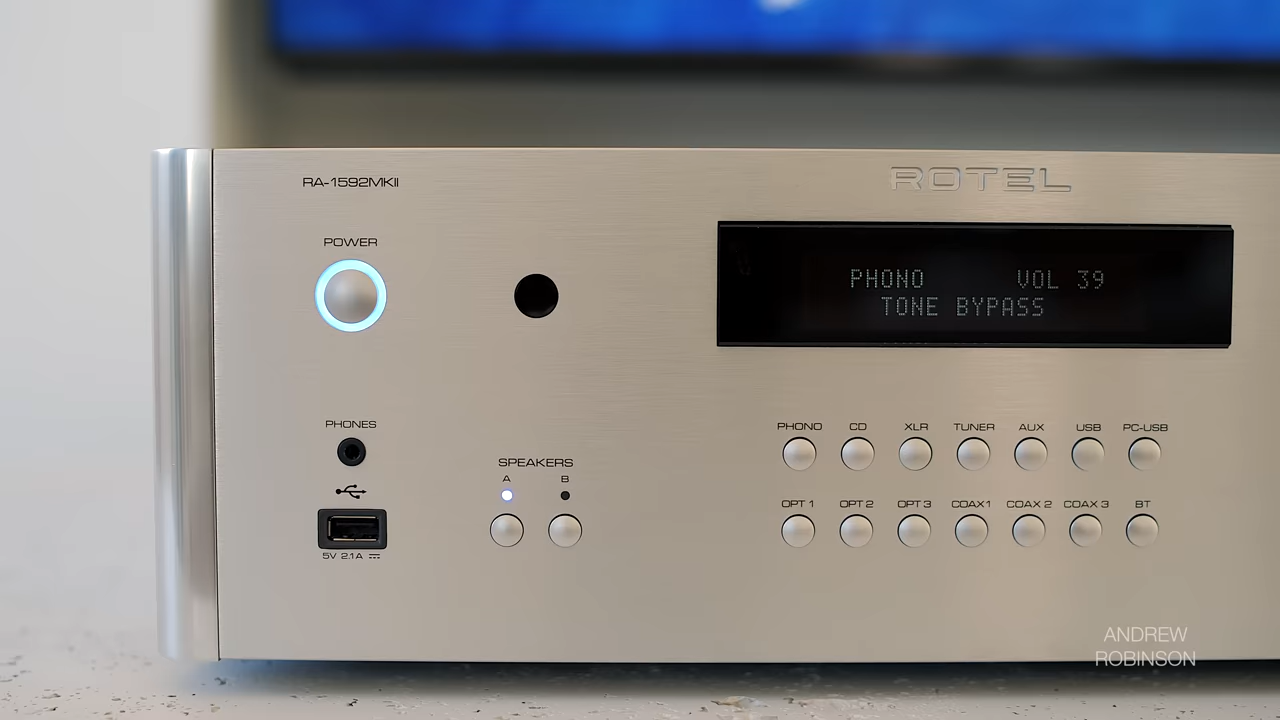 RA-1592MKII
ROTEL
POWER
PHONO VOL 39
TONE BYPASS
PHONES
5V 2.1A
SPEAKERS
A B
PHONO CD XLR TUNER AUX USB PC-USB
OPT 1 OPT 2 OPT 3 COAX1 COAX 2 COAX 3 BT
ANDREW
ROBINSON